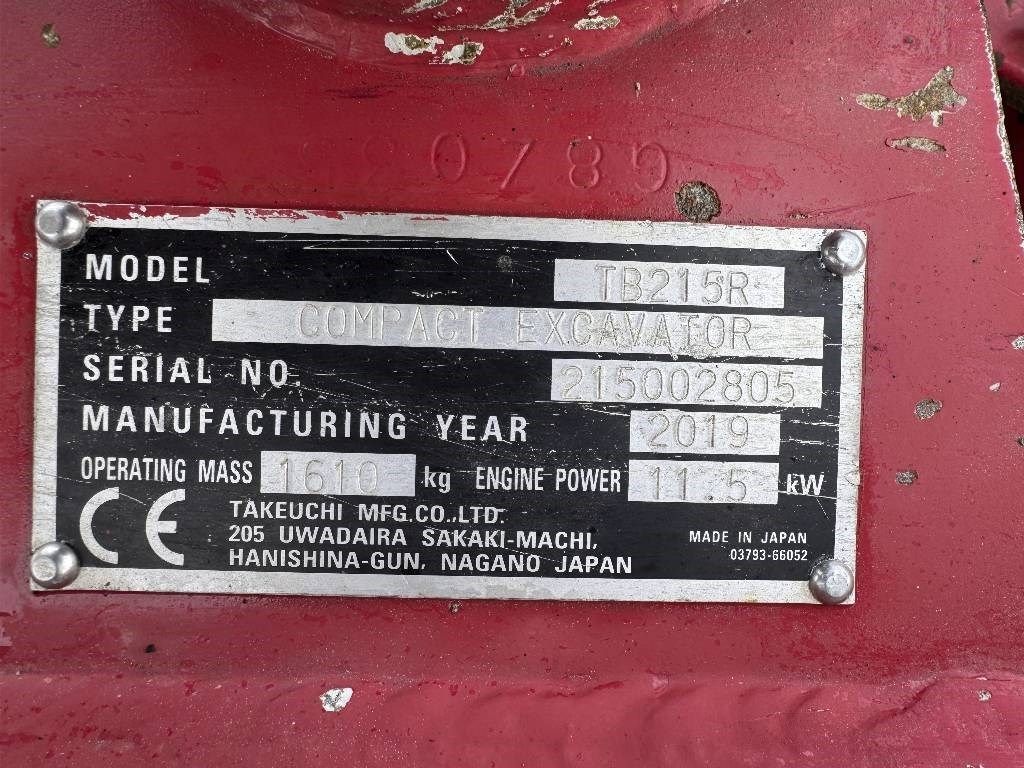 20789
MODEL TB215R
TYPE COMPACT EXCAVATOR
SERIAL NO. 215002805
MANUFACTURING YEAR 2019
OPERATING MASS 1610 kg ENGINE POWER 11.5 kW
CE TAKEUCHI MFG.CO.,LTD.
205 UWADAIRA SAKAKI-MACHI,
HANISHINA-GUN, NAGANO JAPAN
MADE IN JAPAN
03793-66052